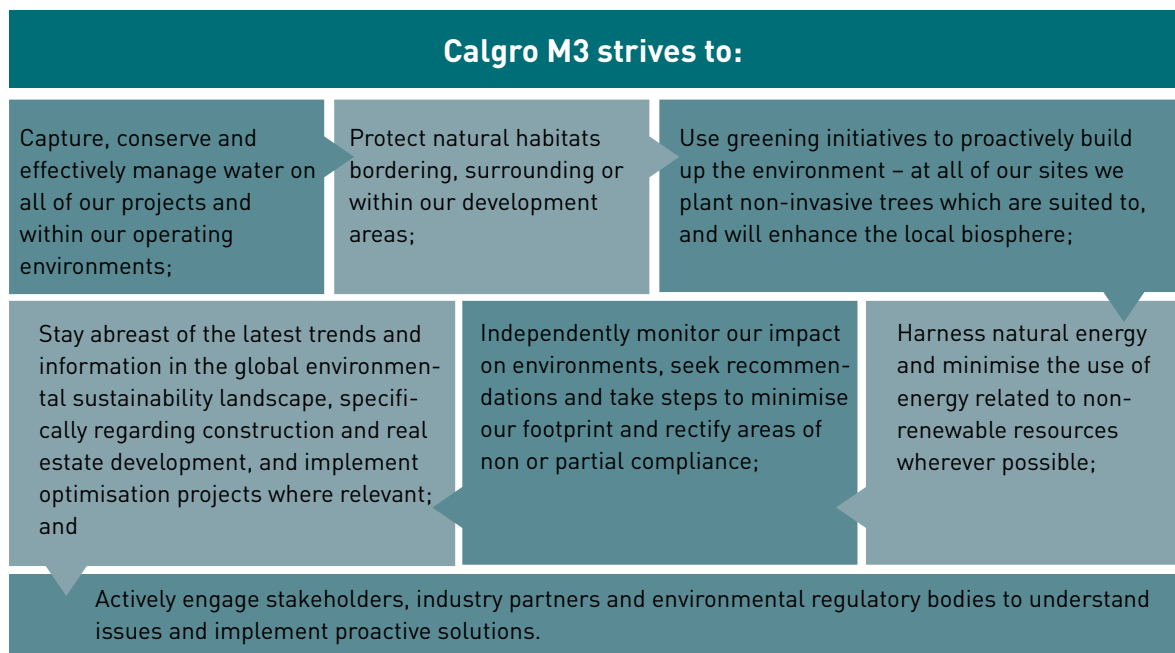 Calgro M3 strives to:
Capture, conserve and
effectively manage water on
all of our projects and
within our operating
environments;
Protect natural habitats
bordering, surrounding or
within our development
areas;
Use greening initiatives to proactively build
up the environment – at all of our sites we
plant non-invasive trees which are suited to,
and will enhance the local biosphere;
Harness natural energy
and minimise the use of
energy related to non-
renewable resources
wherever possible;
Independently monitor our impact
on environments, seek recommen-
dations and take steps to minimise
our footprint and rectify areas of
non or partial compliance;
Stay abreast of the latest trends and
information in the global environmen-
tal sustainability landscape, specifi-
cally regarding construction and real
estate development, and implement
optimisation projects where relevant;
and
Actively engage stakeholders, industry partners and environmental regulatory bodies to understand
issues and implement proactive solutions.